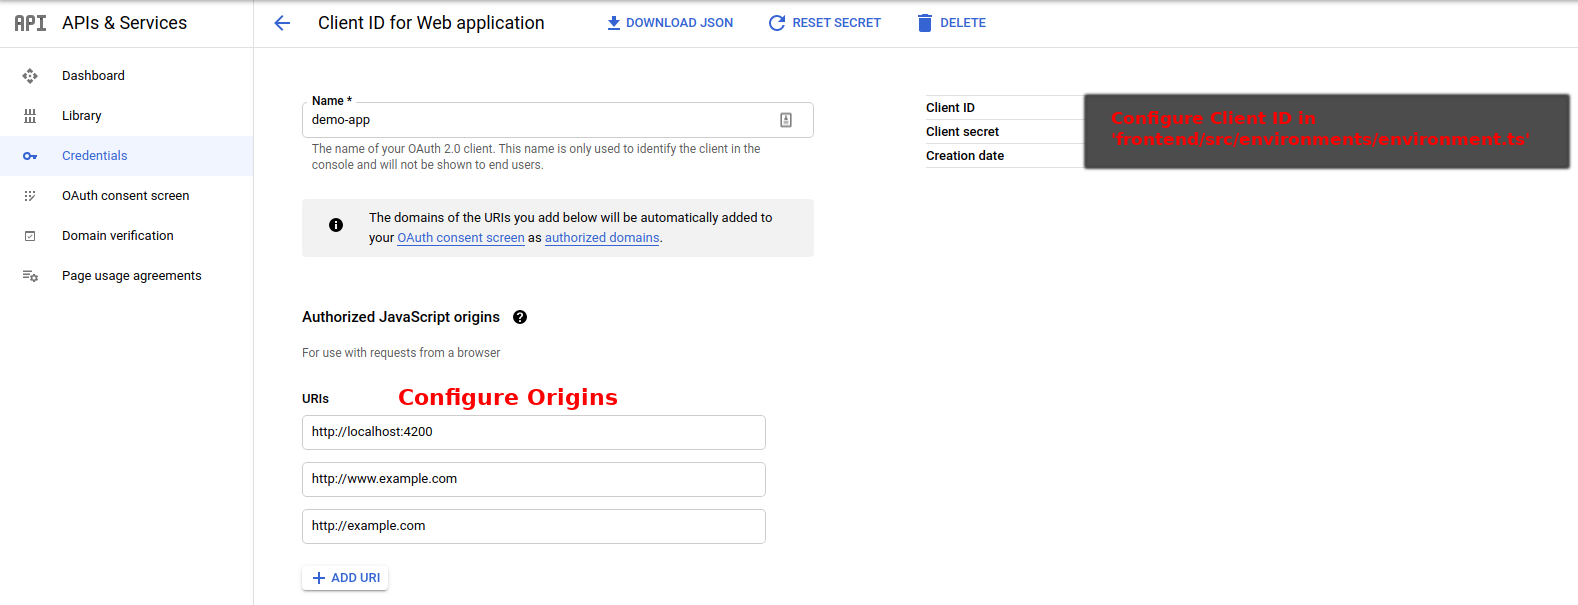 API APIs & Services
Client ID for Web application
DOWNLOAD JSON
RESET SECRET
DELETE
Dashboard
Library
Credentials
OAuth consent screen
Domain verification
Page usage agreements
Name *
demo-app
The name of your OAuth 2.0 client. This name is only used to identify the client in the
console and will not be shown to end users.
The domains of the URIs you add below will be automatically added to
your OAuth consent screen as authorized domains.
Authorized JavaScript origins
For use with requests from a browser
URIs
Configure Origins
http://localhost:4200
http://www.example.com
http://example.com
ADD URI
Client ID
Client secret
Creation date
Configure Client ID in
'frontend/src/environments/environment.ts'